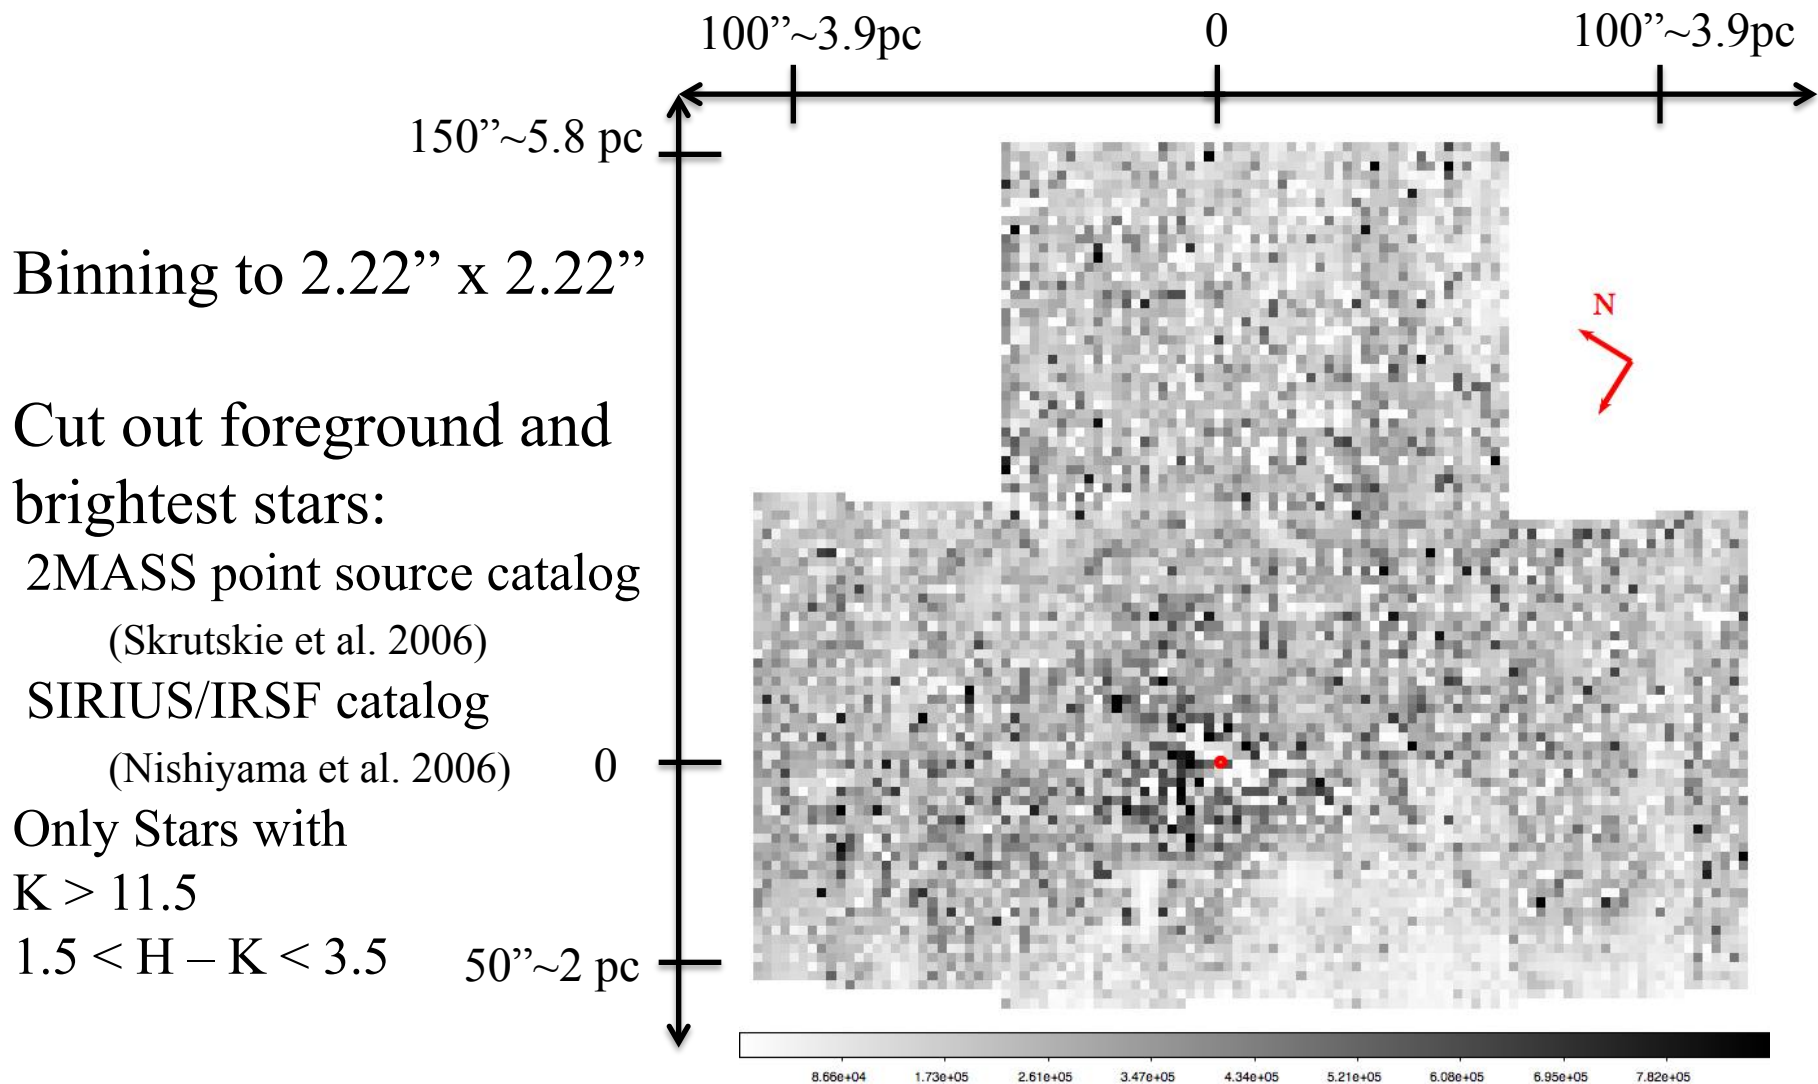 100”~3.9pc
0
100”~3.9pc
150”~5.8 pc
Binning to 2.22” x 2.22”
N
Cut out foreground and
brightest stars:
2MASS point source catalog
(Skrutskie et al. 2006)
SIRIUS/IRSF catalog
(Nishiyama et al. 2006)
0
Only Stars with
K > 11.5
1.5 < H – K < 3.5
50”~2 pc
8.66e+04 1.73e+05 2.61e+05 3.47e+05 4.34e+05 5.21e+05 6.08e+05 6.95e+05 7.82e+05